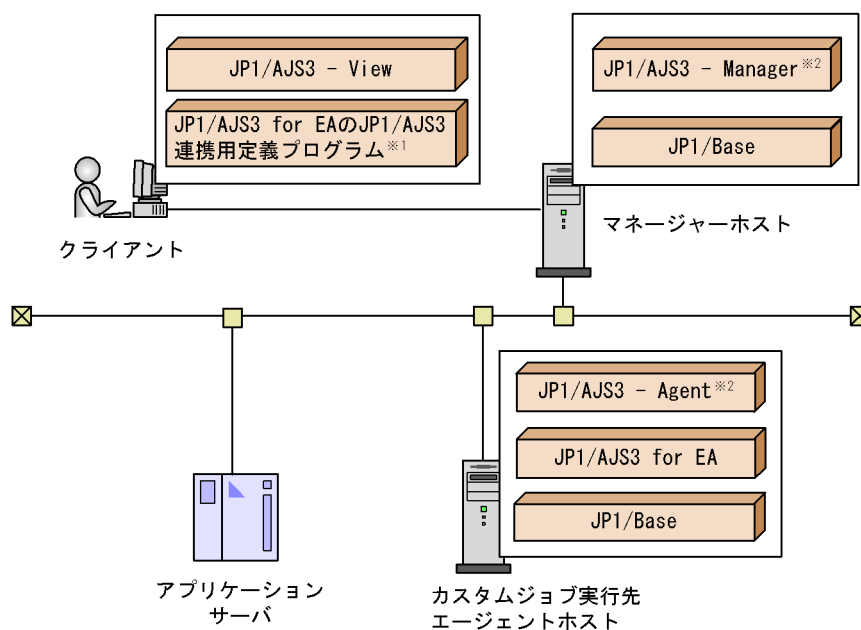 JP1/AJS3 - View
JP1/AJS3 for EAのJP1/AJS3
連携用定義プログラム※1
クライアント
JP1/AJS3 - Manager※2
JP1/Base
マネージャーホスト
JP1/AJS3 - Agent※2
JP1/AJS3 for EA
JP1/Base
アプリケーション
サーバ
カスタムジョブ実行先
エージェントホスト